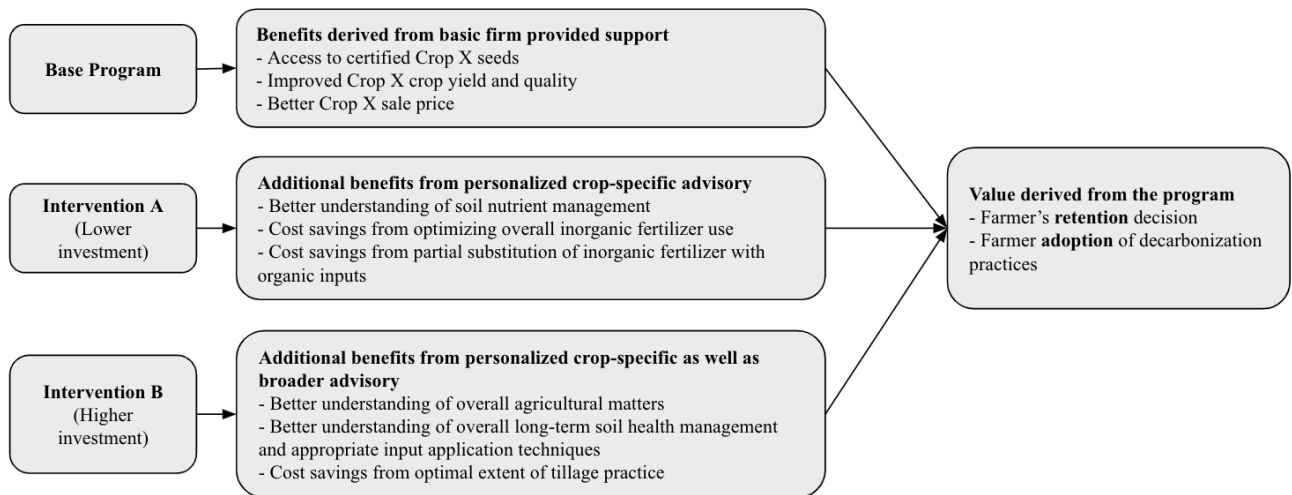 Base Program
Benefits derived from basic firm provided support
- Access to certified Crop X seeds
- Improved Crop X crop yield and quality
- Better Crop X sale price
Intervention A
(Lower
investment)
Additional benefits from personalized crop-specific advisory
- Better understanding of soil nutrient management
- Cost savings from optimizing overall inorganic fertilizer use
- Cost savings from partial substitution of inorganic fertilizer with
organic inputs
Intervention B
(Higher
investment)
Additional benefits from personalized crop-specific as well as
broader advisory
- Better understanding of overall agricultural matters
- Better understanding of overall long-term soil health management
and appropriate input application techniques
- Cost savings from optimal extent of tillage practice
Value derived from the program
- Farmer's retention decision
- Farmer adoption of decarbonization
practices